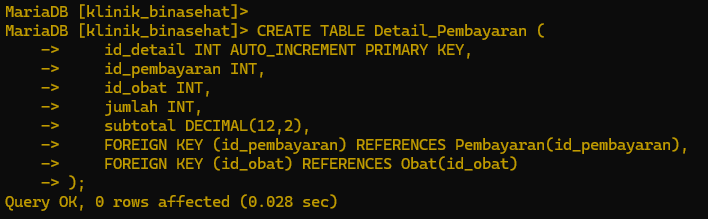 MariaDB [klinik_binasehat]>
MariaDB [klinik_binasehat]> CREATE TABLE Detail_Pembayaran (
    ->     id_detail INT AUTO_INCREMENT PRIMARY KEY,
    ->     id_pembayaran INT,
    ->     id_obat INT,
    ->     jumlah INT,
    ->     subtotal DECIMAL(12,2),
    ->     FOREIGN KEY (id_pembayaran) REFERENCES Pembayaran(id_pembayaran),
    ->     FOREIGN KEY (id_obat) REFERENCES Obat(id_obat)
    -> );
Query OK, 0 rows affected (0.028 sec)